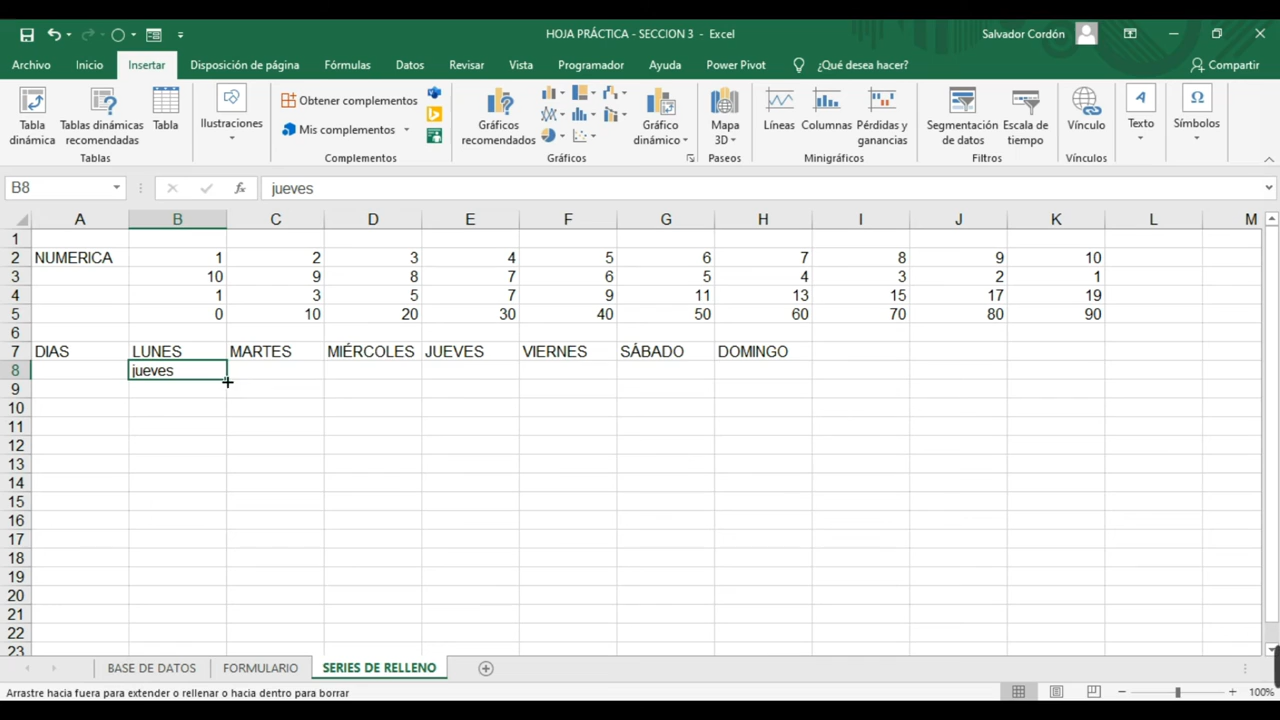 HOJA PRÁCTICA - SECCION 3 - Excel
Salvador Cordón
Archivo Inicio Insertar Disposición de página Fórmulas Datos Revisar Vista Programador Ayuda Power Pivot ¿Qué desea hacer? Compartir
Tabla dinámica
Tablas dinámicas recomendadas
Tabla
Tablas
Ilustraciones
Obtener complementos
Mis complementos
Complementos
Gráficos recomendados
Gráfico dinámico
Gráficos
Mapa 3D
Paseos
Líneas
Columnas
Pérdidas y ganancias
Minigráficos
Segmentación de datos
Escala de tiempo
Filtros
Vínculo
Vínculos
Texto
Símbolos
B8 fx jueves
A B C D E F G H I J K L M
1
2 NUMERICA 1 2 3 4 5 6 7 8 9 10
3 10 9 8 7 6 5 4 3 2 1
4 1 3 5 7 9 11 13 15 17 19
5 0 10 20 30 40 50 60 70 80 90
6
7 DIAS LUNES MARTES MIÉRCOLES JUEVES VIERNES SÁBADO DOMINGO
8 jueves
9
10
11
12
13
14
15
16
17
18
19
20
21
22
23
BASE DE DATOS FORMULARIO SERIES DE RELLENO
Arrastre hacia fuera para extender o rellenar o hacia dentro para borrar
100%